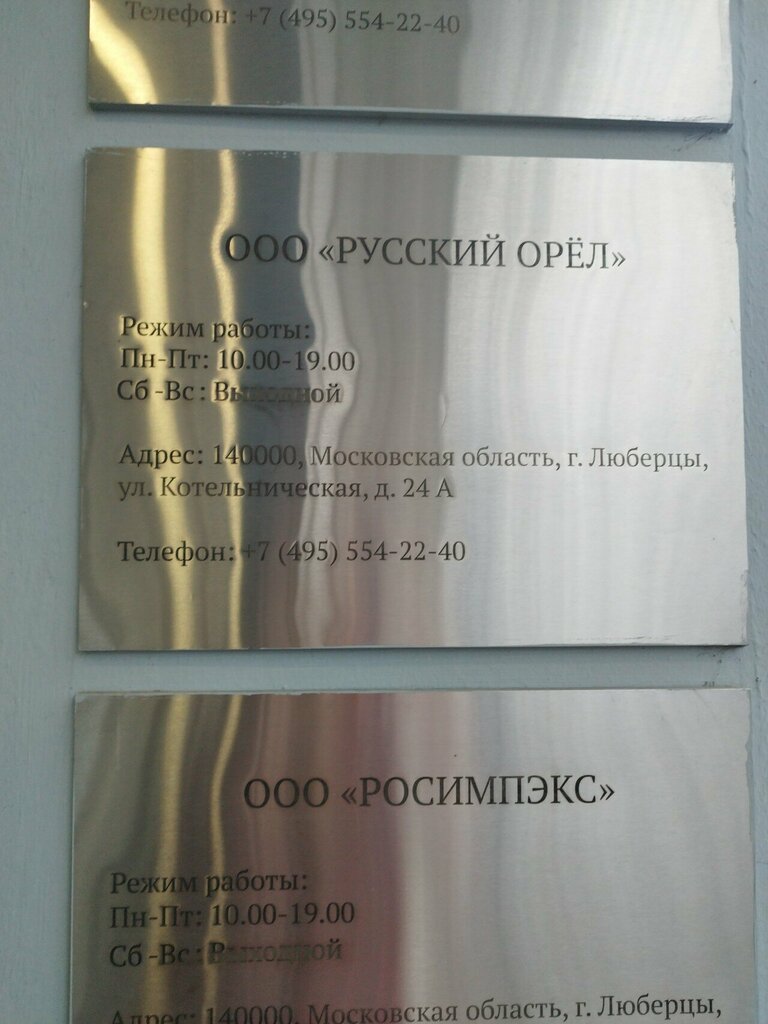 Телефон: +7 (495) 554-22-40
ООО «РУССКИЙ ОРЁЛ»
Режим работы:
Пн-Пт: 10.00-19.00
Сб -Вс : Выходной
Адрес: 140000, Московская область, г. Люберцы,
ул. Котельническая, д. 24 А
Телефон: +7 (495) 554-22-40
ООО «РОСИМПЭКС»
Режим работы:
Пн-Пт: 10.00-19.00
Сб -Вс : Выходной
Адрес: 140000, Московская область, г. Люберцы,